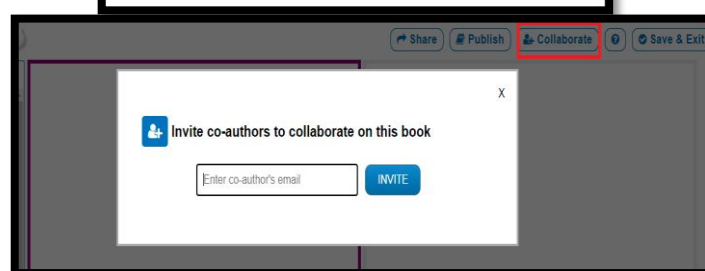 Share Publish Collaborate Save & Exit
X
Invite co-authors to collaborate on this book
Enter co-author's email INVITE